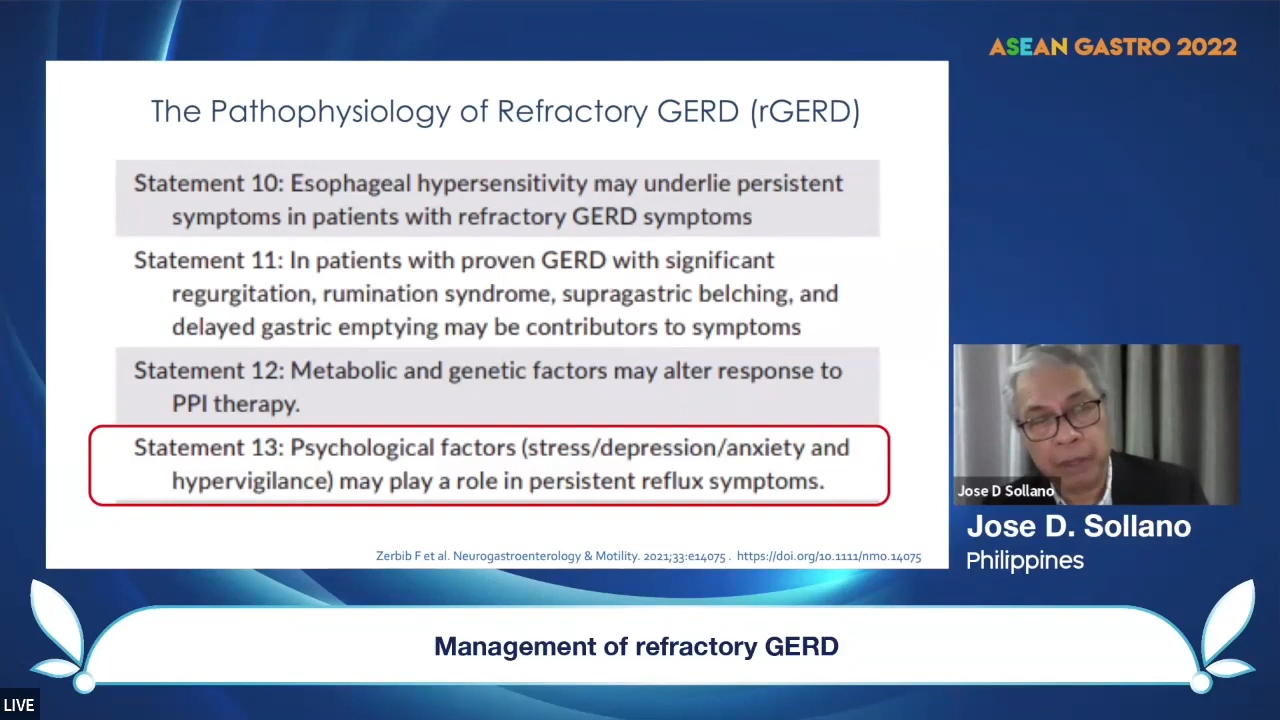 ASEAN GASTRO 2022
The Pathophysiology of Refractory GERD (rGERD)
Statement 10: Esophageal hypersensitivity may underlie persistent
symptoms in patients with refractory GERD symptoms
Statement 11: In patients with proven GERD with significant
regurgitation, rumination syndrome, supragastric belching, and
delayed gastric emptying may be contributors to symptoms
Statement 12: Metabolic and genetic factors may alter response to
PPI therapy.
Statement 13: Psychological factors (stress/depression/anxiety and
hypervigilance) may play a role in persistent reflux symptoms.
Zerbib F et al. Neurogastroenterology & Motility. 2021;33:e14075 . https://doi.org/10.1111/nmo.14075
Jose D Sollano
Jose D. Sollano
Philippines
Management of refractory GERD
LIVE